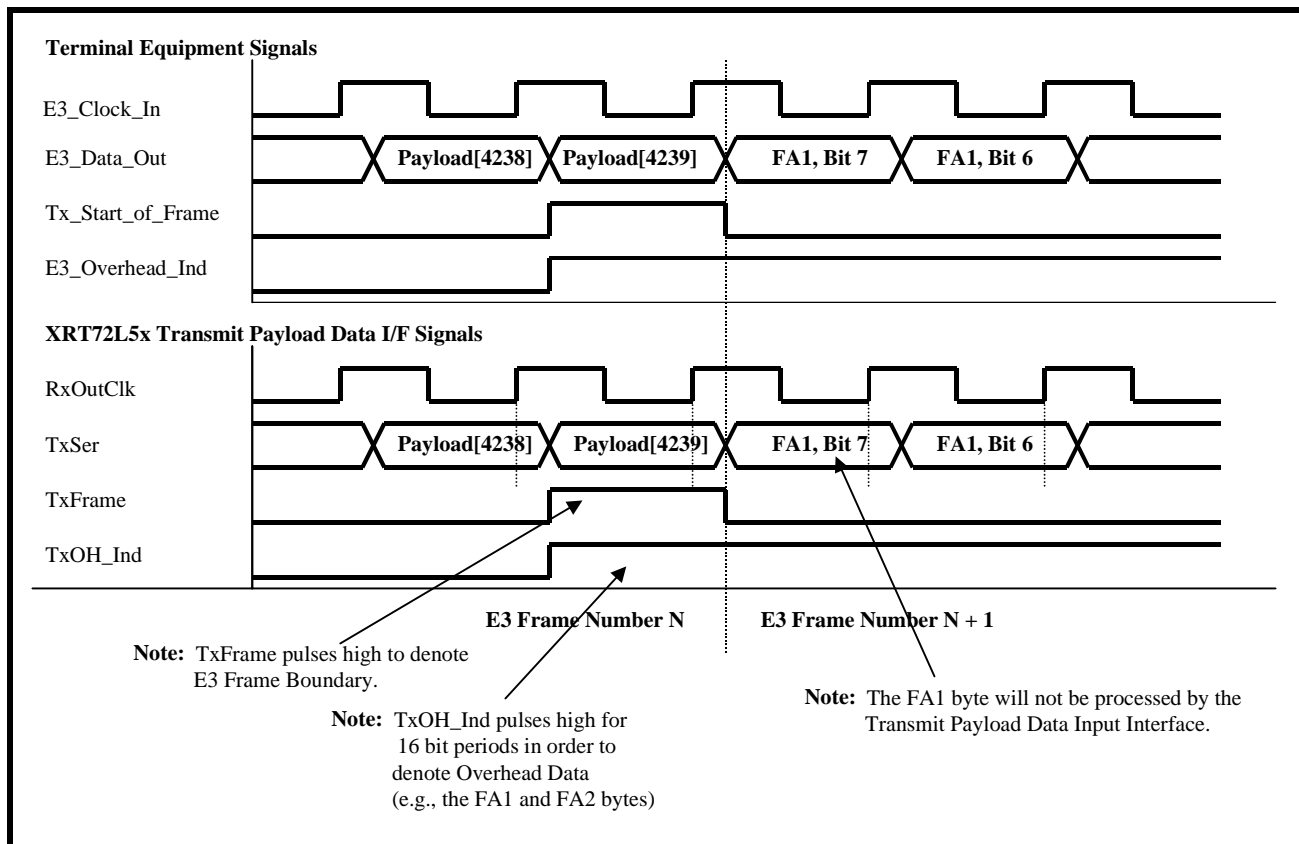 Terminal Equipment Signals
E3_Clock_In
E3_Data_Out
Payload[4238]
Payload[4239]
FA1, Bit 7
FA1, Bit 6
Tx_Start_of_Frame
E3_Overhead_Ind
XRT72L5x Transmit Payload Data I/F Signals
RxOutClk
TxSer
Payload[4238]
Payload[4239]
FA1, Bit 7
FA1, Bit 6
TxFrame
TxOH_Ind
E3 Frame Number N
E3 Frame Number N + 1
Note: TxFrame pulses high to denote
E3 Frame Boundary.
Note: TxOH_Ind pulses high for
16 bit periods in order to
denote Overhead Data
(e.g., the FA1 and FA2 bytes)
Note: The FA1 byte will not be processed by the
Transmit Payload Data Input Interface.